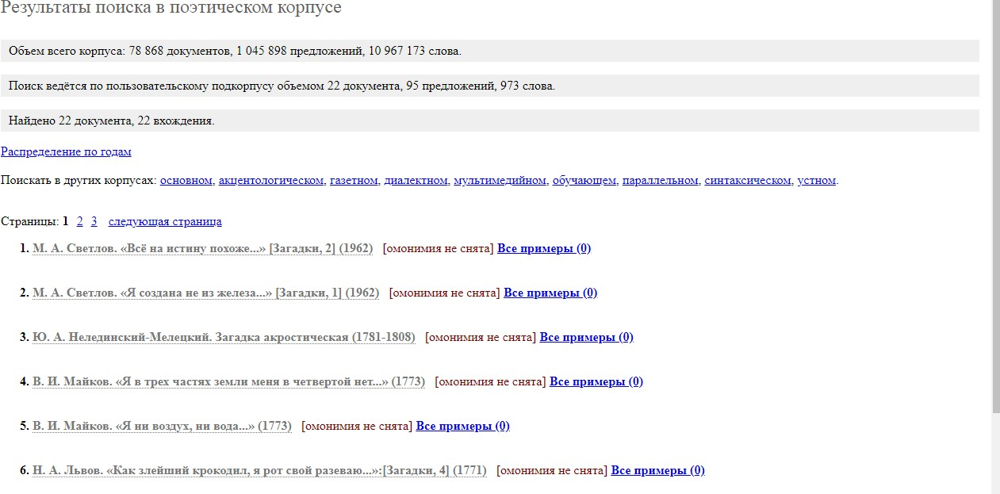 Результаты поиска в поэтическом корпусе
Объем всего корпуса: 78 868 документов, 1 045 898 предложений, 10 967 173 слова.
Поиск ведётся по пользовательскому подкорпусу объемом 22 документа, 95 предложений, 973 слова.
Найдено 22 документа, 22 вхождения.
Распределение по годам
Поискать в других корпусах: основном, акцентологическом, газетном, диалектном, мультимедийном, обучающем, параллельном, синтаксическом, устном.
Страницы: 1 2 3 следующая страница
1. М. А. Светлов. «Всё на истину похоже...» [Загадки, 2] (1962) [омонимия не снята] Все примеры (0)
2. М. А. Светлов. «Я создана не из железа...» [Загадки, 1] (1962) [омонимия не снята] Все примеры (0)
3. Ю. А. Нелединский-Мелецкий. Загадка акростическая (1781-1808) [омонимия не снята] Все примеры (0)
4. В. И. Майков. «Я в трех частях земли меня в четвертой нет...» (1773) [омонимия не снята] Все примеры (0)
5. В. И. Майков. «Я ни воздух, ни вода...» (1773) [омонимия не снята] Все примеры (0)
6. Н. А. Львов. «Как злейший крокодил, я рот свой разеваю...»:[Загадки, 4] (1771) [омонимия не снята] Все примеры (0)